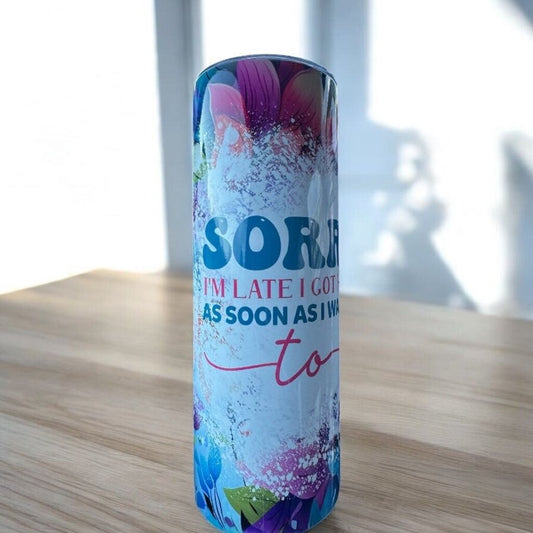 SORR
I'M LATE I GOT
AS SOON AS I WA
to